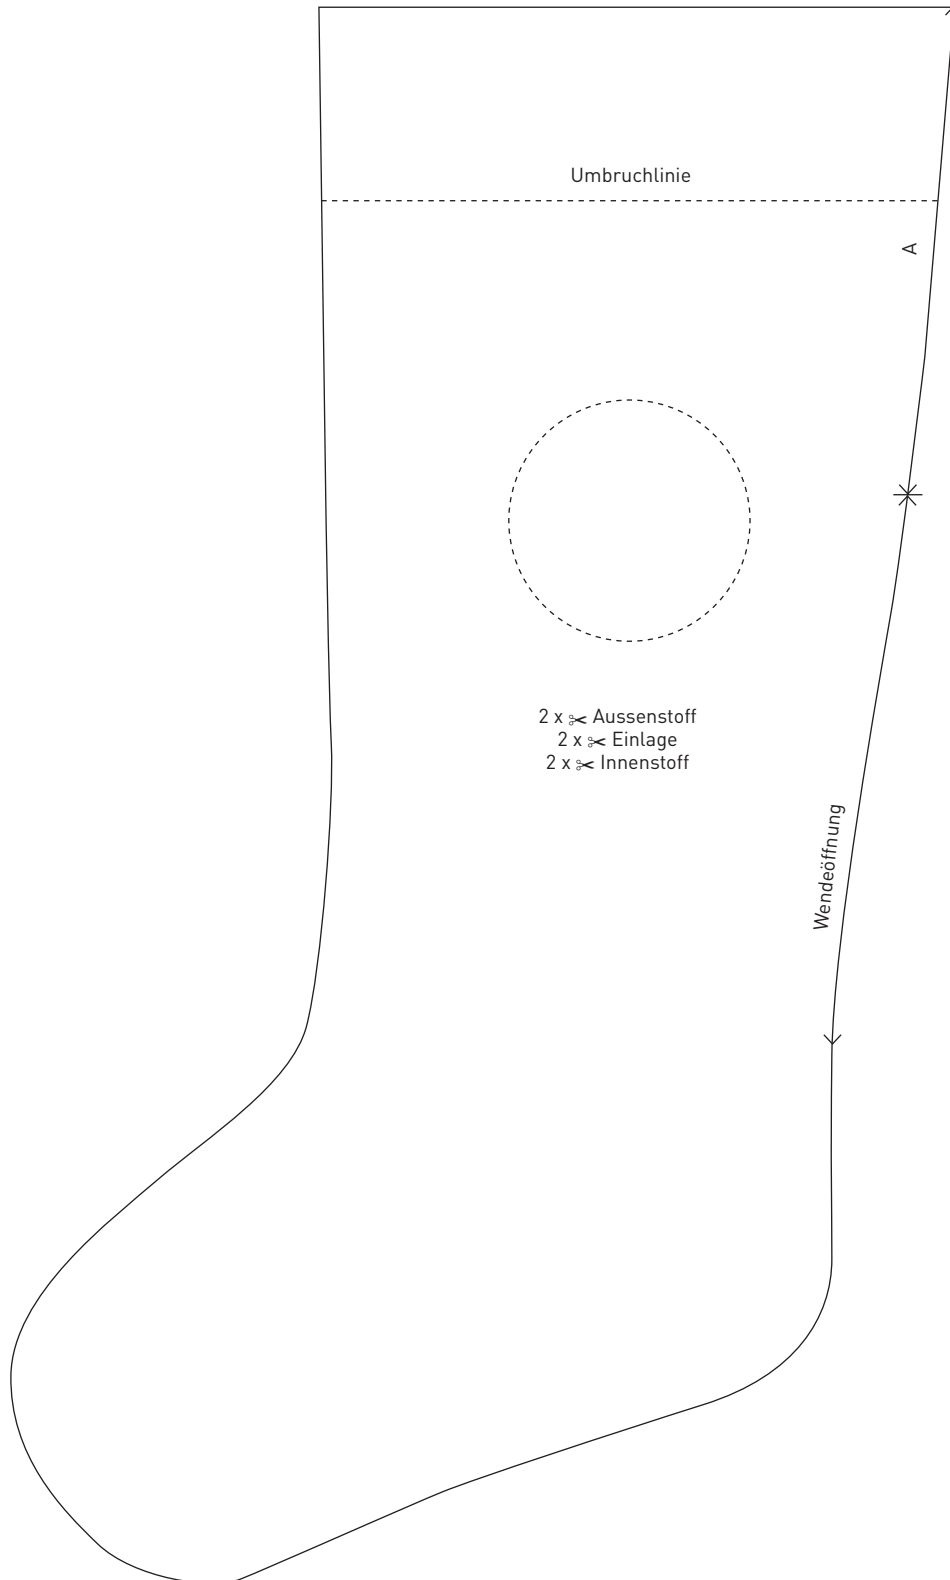 Umbruchlinie
A
2 x ✂ Aussenstoff
2 x ✂ Einlage
2 x ✂ Innenstoff
Wendeöffnung